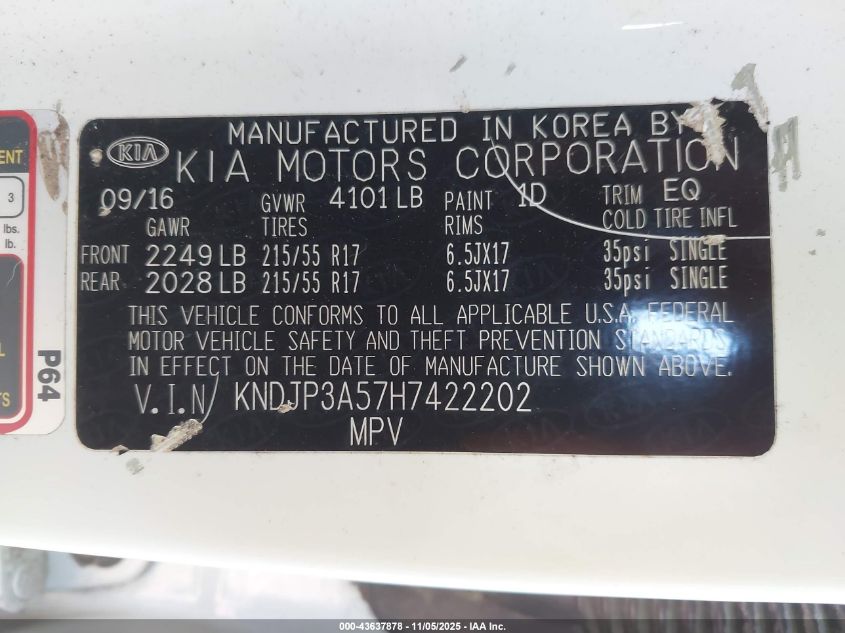 MANUFACTURED IN KOREA BY
KIA KIA MOTORS CORPORATION
09/16 GVWR 4101 LB PAINT 1D TRIM EQ
GAWR TIRES RIMS COLD TIRE INFL
FRONT 2249 LB 215/55 R17 6.5JX17 35psi SINGLE
REAR 2028 LB 215/55 R17 6.5JX17 35psi SINGLE
THIS VEHICLE CONFORMS TO ALL APPLICABLE U.S.A. FEDERAL
MOTOR VEHICLE SAFETY AND THEFT PREVENTION STANDARDS
IN EFFECT ON THE DATE OF MANUFACTURE SHOWN ABOVE.
V.I.N/ KNDJP3A57H7422202
MPV
3
lbs.
lb.
P64
000-43637878 - 11/05/2025 - IAA Inc.